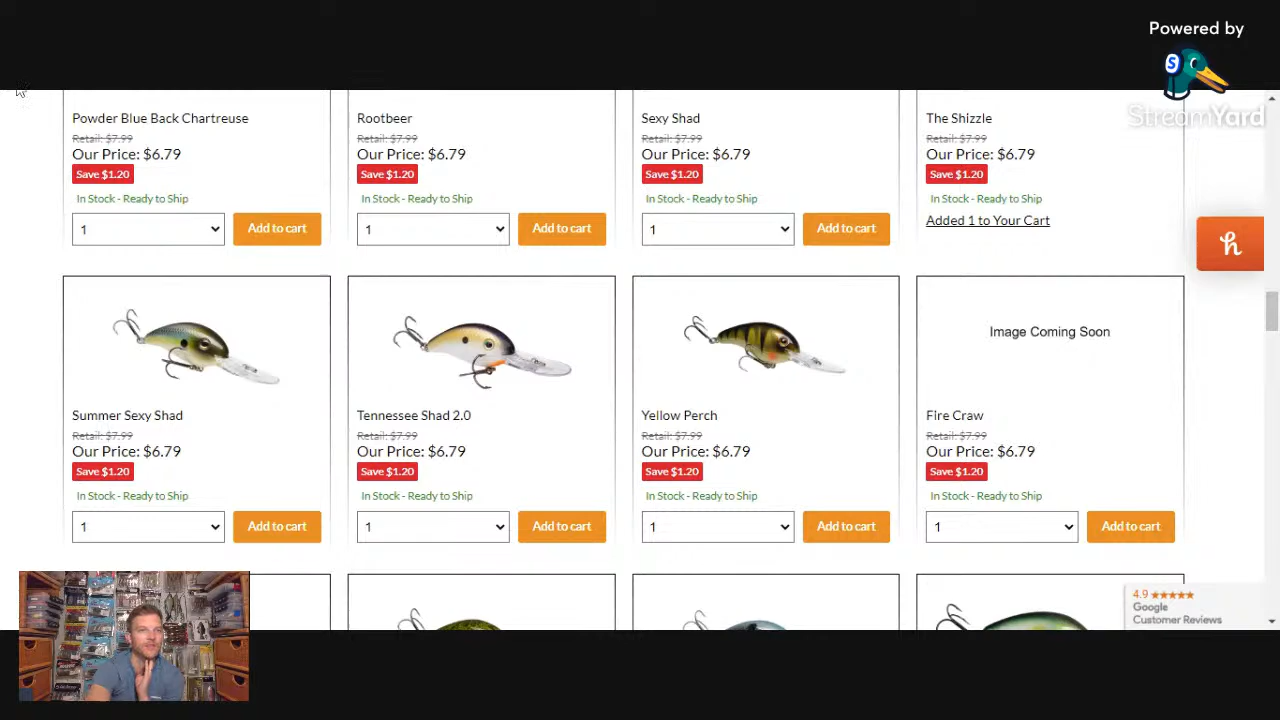 Powered by
S
StreamYard
Powder Blue Back Chartreuse
Retail: $7.99
Our Price: $6.79
Save $1.20
In Stock - Ready to Ship
1
Add to cart
Rootbeer
Retail: $7.99
Our Price: $6.79
Save $1.20
In Stock - Ready to Ship
1
Add to cart
Sexy Shad
Retail: $7.99
Our Price: $6.79
Save $1.20
In Stock - Ready to Ship
1
Add to cart
The Shizzle
Retail: $7.99
Our Price: $6.79
Save $1.20
In Stock - Ready to Ship
Added 1 to Your Cart
h
Summer Sexy Shad
Retail: $7.99
Our Price: $6.79
Save $1.20
In Stock - Ready to Ship
1
Add to cart
Tennessee Shad 2.0
Retail: $7.99
Our Price: $6.79
Save $1.20
In Stock - Ready to Ship
1
Add to cart
Yellow Perch
Retail: $7.99
Our Price: $6.79
Save $1.20
In Stock - Ready to Ship
1
Add to cart
Image Coming Soon
Fire Craw
Retail: $7.99
Our Price: $6.79
Save $1.20
In Stock - Ready to Ship
1
Add to cart
4.9 ★★★★★
Google
Customer Reviews